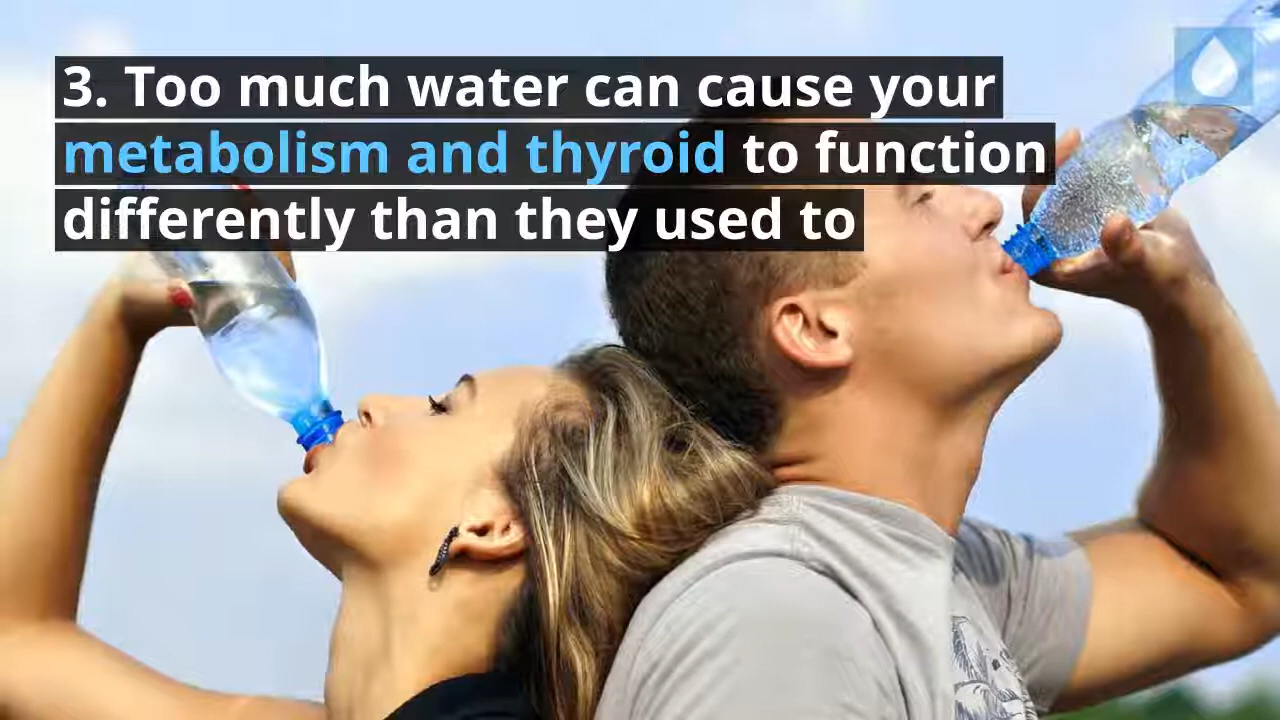 3. Too much water can cause your
metabolism and thyroid to function
differently than they used to